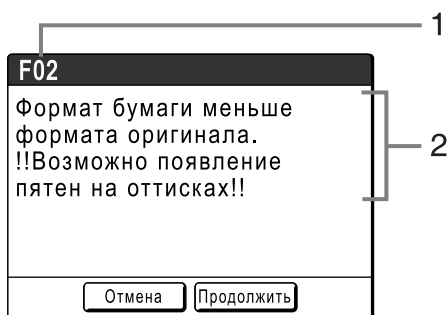 1
F02
Формат бумаги меньше
формата оригинала.
!!Возможно появление
пятен на оттисках!!
2
Отмена Продолжить